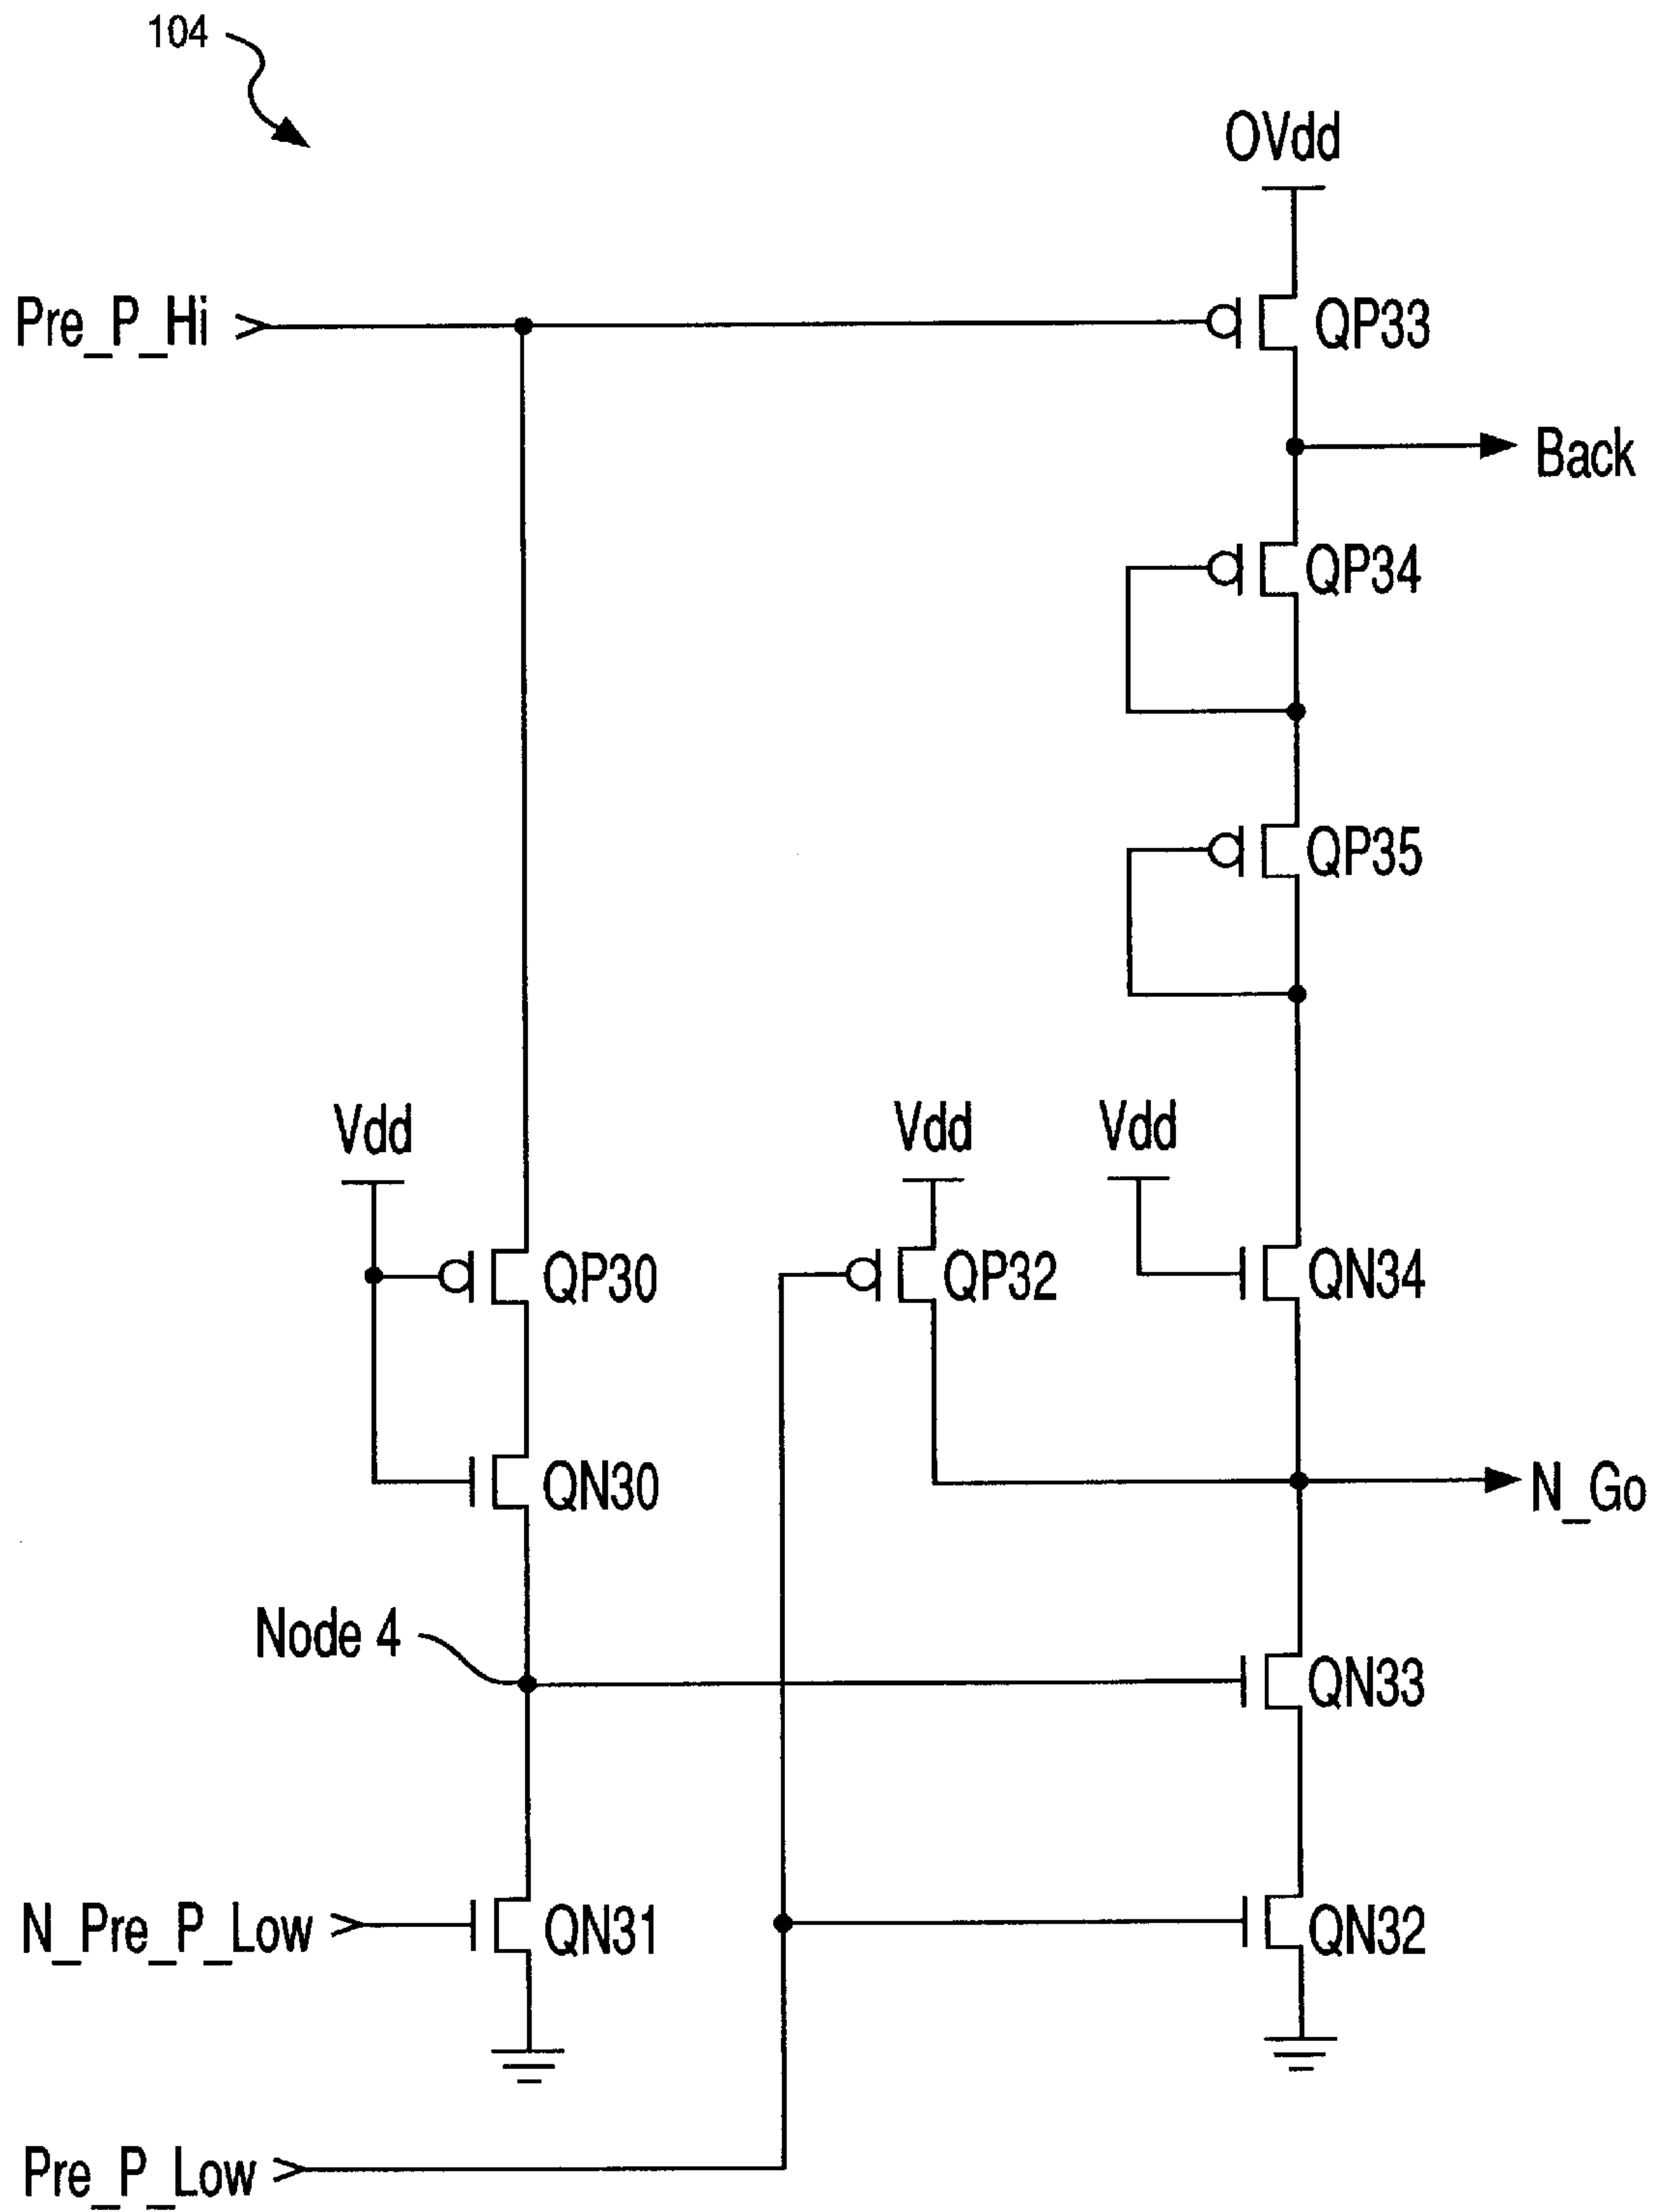 104
OVdd
Pre_P_Hi
QP33
Back
QP34
QP35
Vdd
Vdd
Vdd
QP30
QP32
QN34
QN30
N_Go
Node 4
QN33
N_Pre_P_Low
QN31
QN32
Pre_P_Low